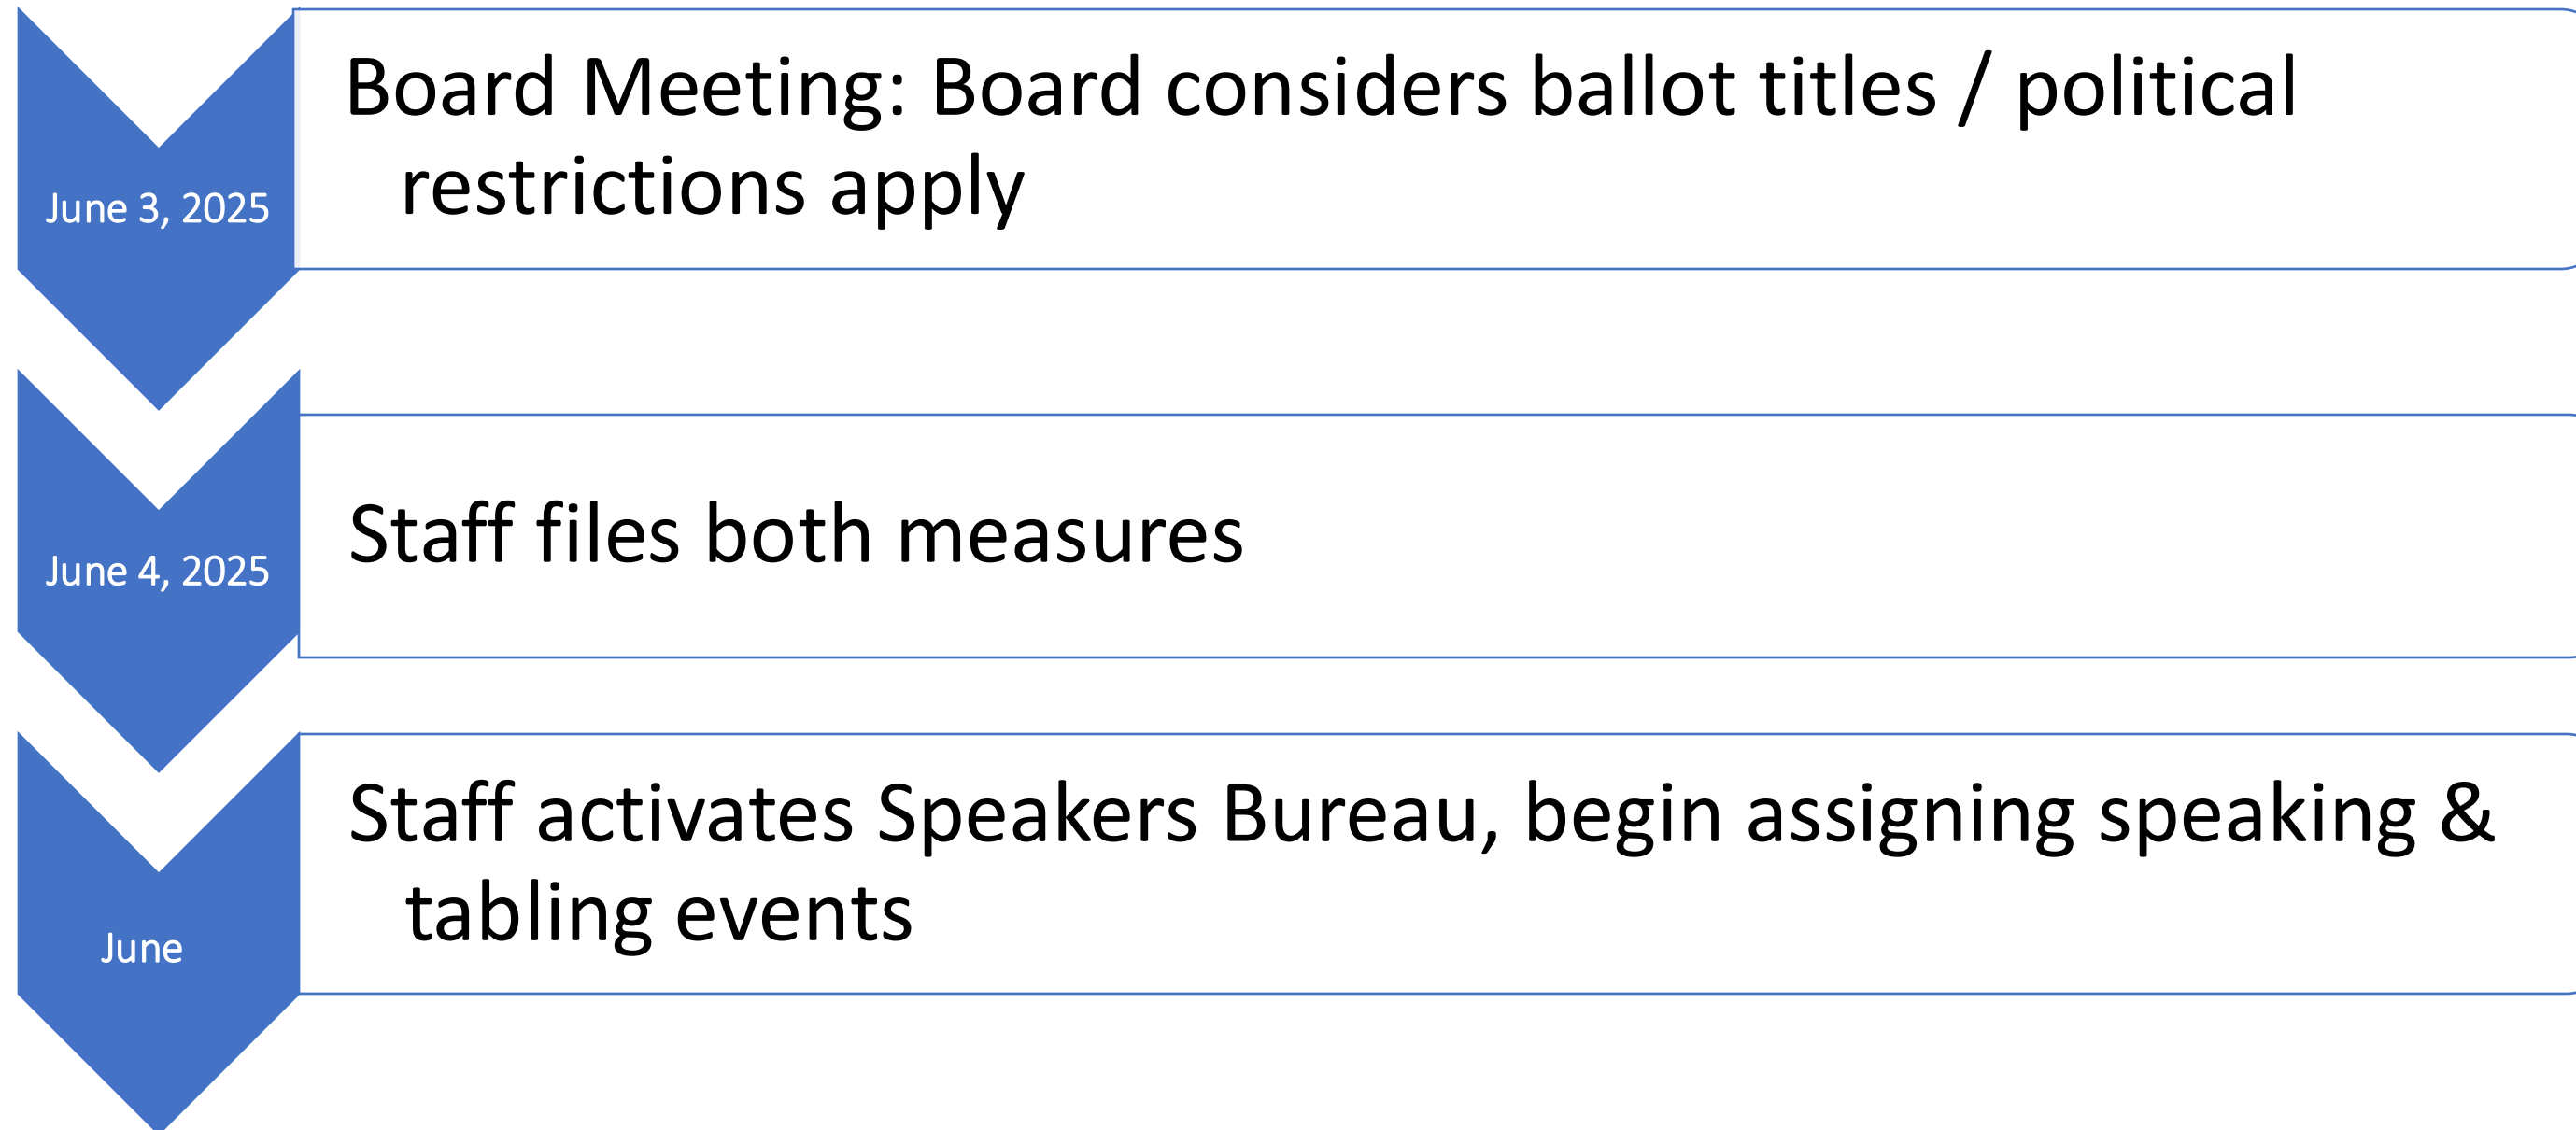 June 3, 2025
Board Meeting: Board considers ballot titles / political
restrictions apply
June 4, 2025
Staff files both measures
June
Staff activates Speakers Bureau, begin assigning speaking &
tabling events